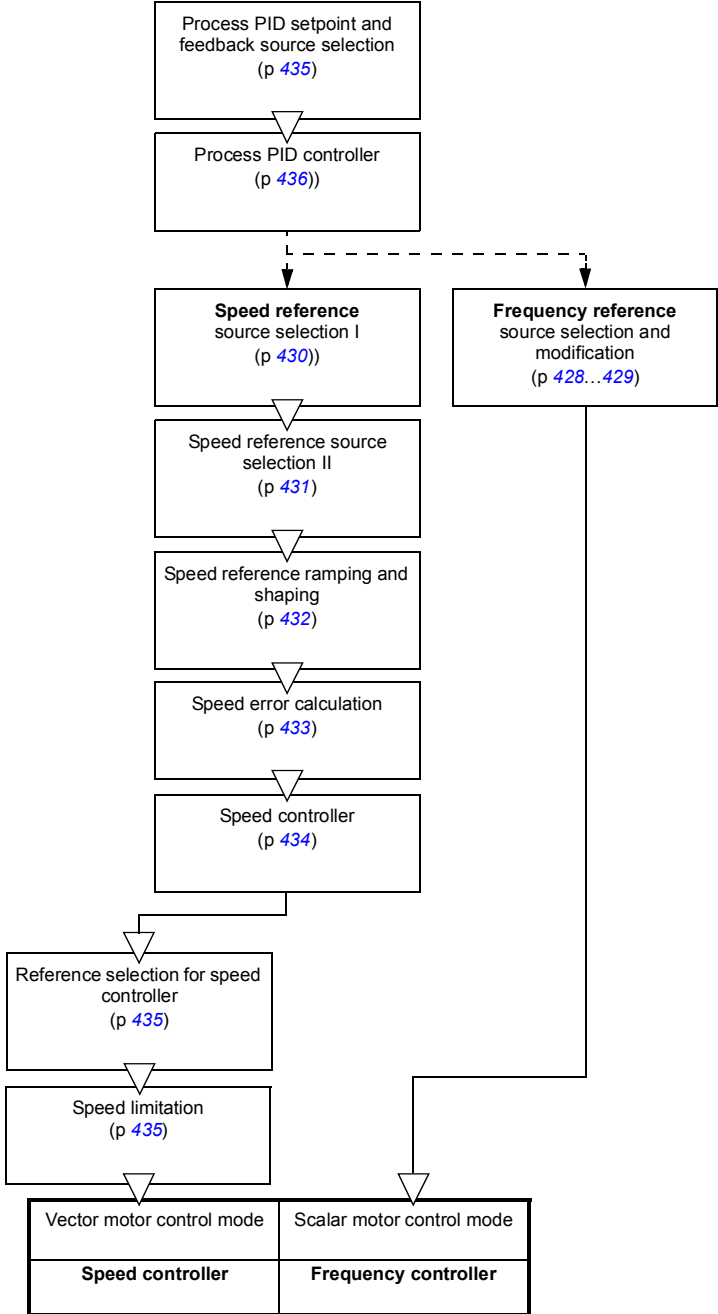 Process PID setpoint and
feedback source selection
(p 435)
Process PID controller
(p 436))
Speed reference
source selection I
(p 430))
Frequency reference
source selection and
modification
(p 428…429)
Speed reference source
selection II
(p 431)
Speed reference ramping and
shaping
(p 432)
Speed error calculation
(p 433)
Speed controller
(p 434)
Reference selection for speed
controller
(p 435)
Speed limitation
(p 435)
Vector motor control mode
Scalar motor control mode
Speed controller
Frequency controller